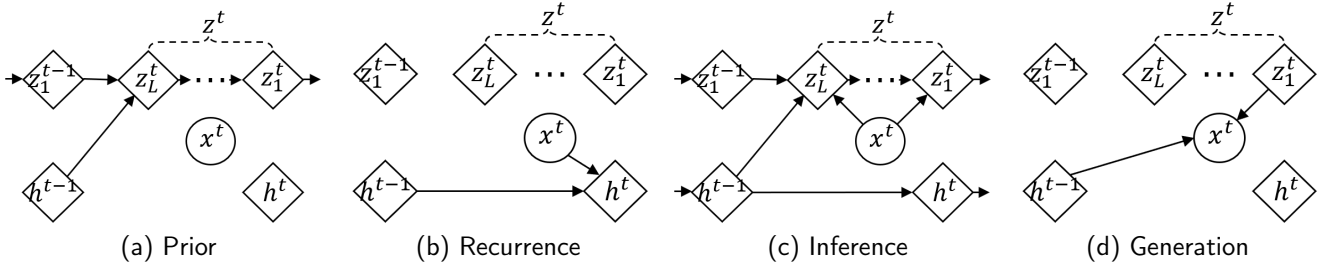 z^t z^t z^t z^t
z_1^{t-1} z_L^t ···· z_1^t z_1^{t-1} z_L^t ··· z_1^t z_1^{t-1} z_L^t ···· z_1^t z_1^{t-1} z_L^t ··· z_1^t
x^t x^t x^t x^t
h^{t-1} h^t h^{t-1} h^t h^{t-1} h^t h^{t-1} h^t
(a) Prior (b) Recurrence (c) Inference (d) Generation